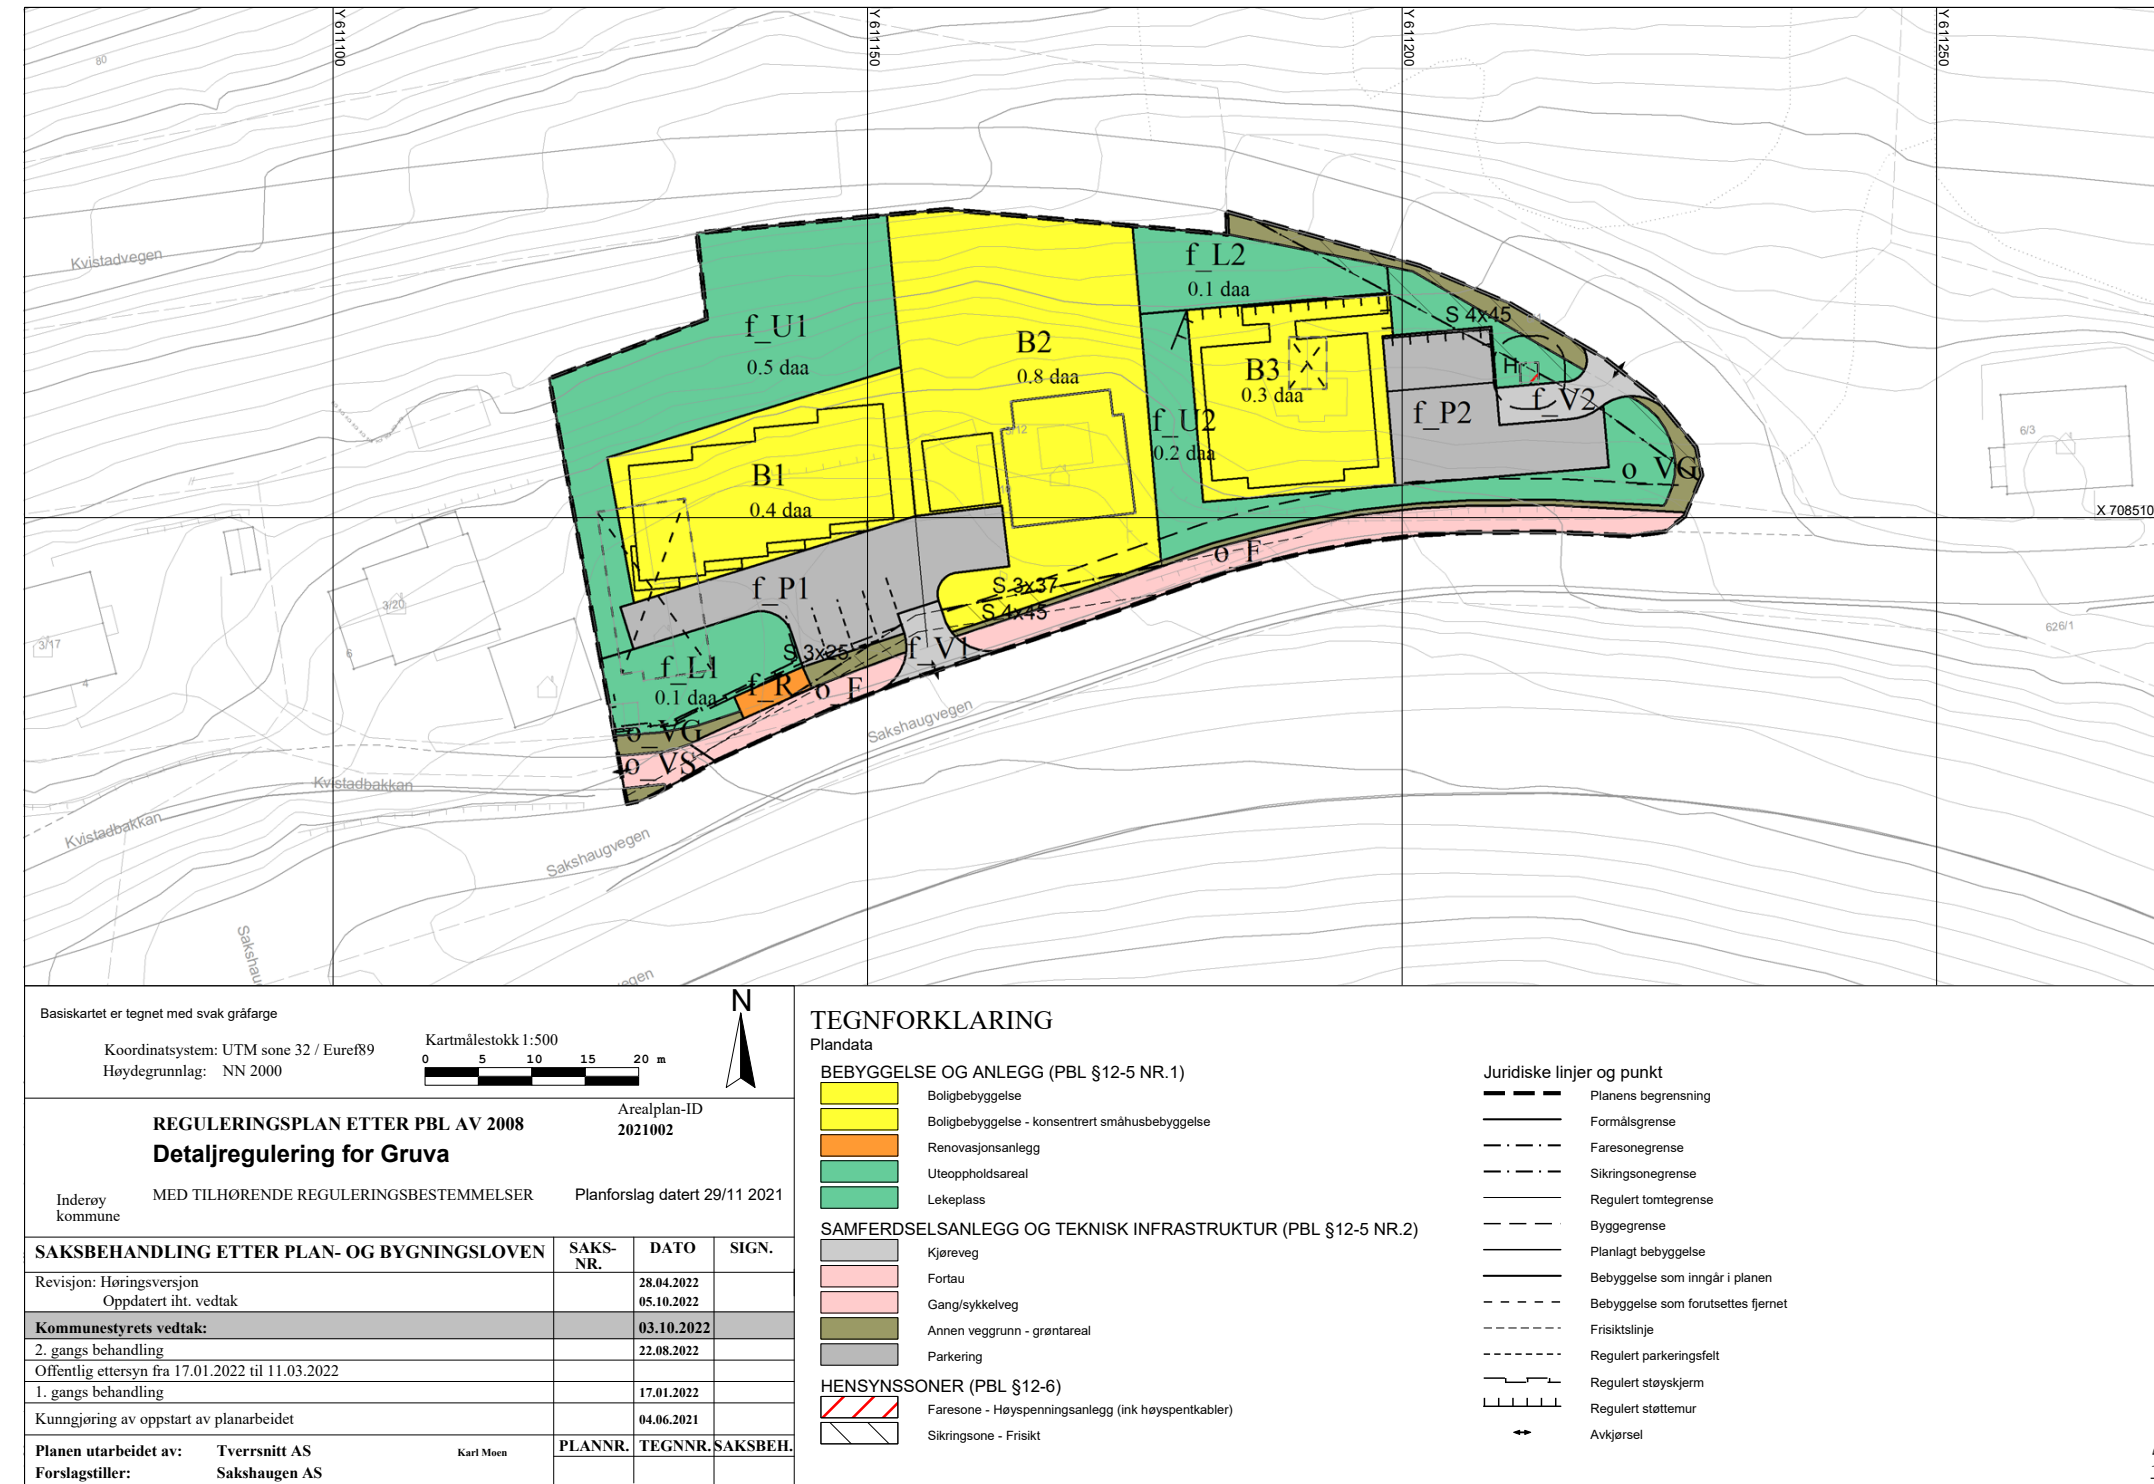 Y 611100
Y 611150
Y 611200
Y 611250
80
Kvistadvegen
f_L2
0.1 daa
f_U1
0.5 daa
B2
0.8 daa
S 4x45
B3
0.3 daa
H
f_V2
f_P2
f_U2
0.2 daa
6/3
B1
0.4 daa
o_VG
X 708510
o_F
3/20
6
3/17
4
f_P1
S 3x37
S 4x45
626/1
f_V1
S 3x25
f_L1
0.1 daa
f_R
o_F
o_VG
o_VS
Sakshaugvegen
Kvistadbakkan
Kvistadbakkan
Sakshaugvegen
Sakshau
vegen
Basiskartet er tegnet med svak gråfarge
Koordinatsystem: UTM sone 32 / Euref89
Høydegrunnlag: NN 2000
Kartmålestokk 1:500
0 5 10 15 20 m
N
REGULERINGSPLAN ETTER PBL AV 2008
Arealplan-ID
2021002
Detaljregulering for Gruva
Inderøy
kommune
MED TILHØRENDE REGULERINGSBESTEMMELSER
Planforslag datert 29/11 2021
SAKSBEHANDLING ETTER PLAN- OG BYGNINGSLOVEN SAKS-NR. DATO SIGN.
Revisjon: Høringsversjon 28.04.2022
Oppdatert iht. vedtak 05.10.2022
Kommunestyrets vedtak: 03.10.2022
2. gangs behandling 22.08.2022
Offentlig ettersyn fra 17.01.2022 til 11.03.2022
1. gangs behandling 17.01.2022
Kunngjøring av oppstart av planarbeidet 04.06.2021
Planen utarbeidet av: Tverrsnitt AS Karl Moen PLANNR. TEGNNR. SAKSBEH.
Forslagstiller: Sakshaugen AS
TEGNFORKLARING
Plandata
BEBYGGELSE OG ANLEGG (PBL §12-5 NR.1)
Boligbebyggelse
Boligbebyggelse - konsentrert småhusbebyggelse
Renovasjonsanlegg
Uteoppholdsareal
Lekeplass
SAMFERDSELSANLEGG OG TEKNISK INFRASTRUKTUR (PBL §12-5 NR.2)
Kjøreveg
Fortau
Gang/sykkelveg
Annen veggrunn - grøntareal
Parkering
HENSYNSSONER (PBL §12-6)
Faresone - Høyspenningsanlegg (ink høyspentkabler)
Sikringsone - Frisikt
Juridiske linjer og punkt
Planens begrensning
Formålsgrense
Faresonegrense
Sikringsonegrense
Regulert tomtegrense
Byggegrense
Planlagt bebyggelse
Bebyggelse som inngår i planen
Bebyggelse som forutsettes fjernet
Frisiktslinje
Regulert parkeringsfelt
Regulert støyskjerm
Regulert støttemur
Avkjørsel